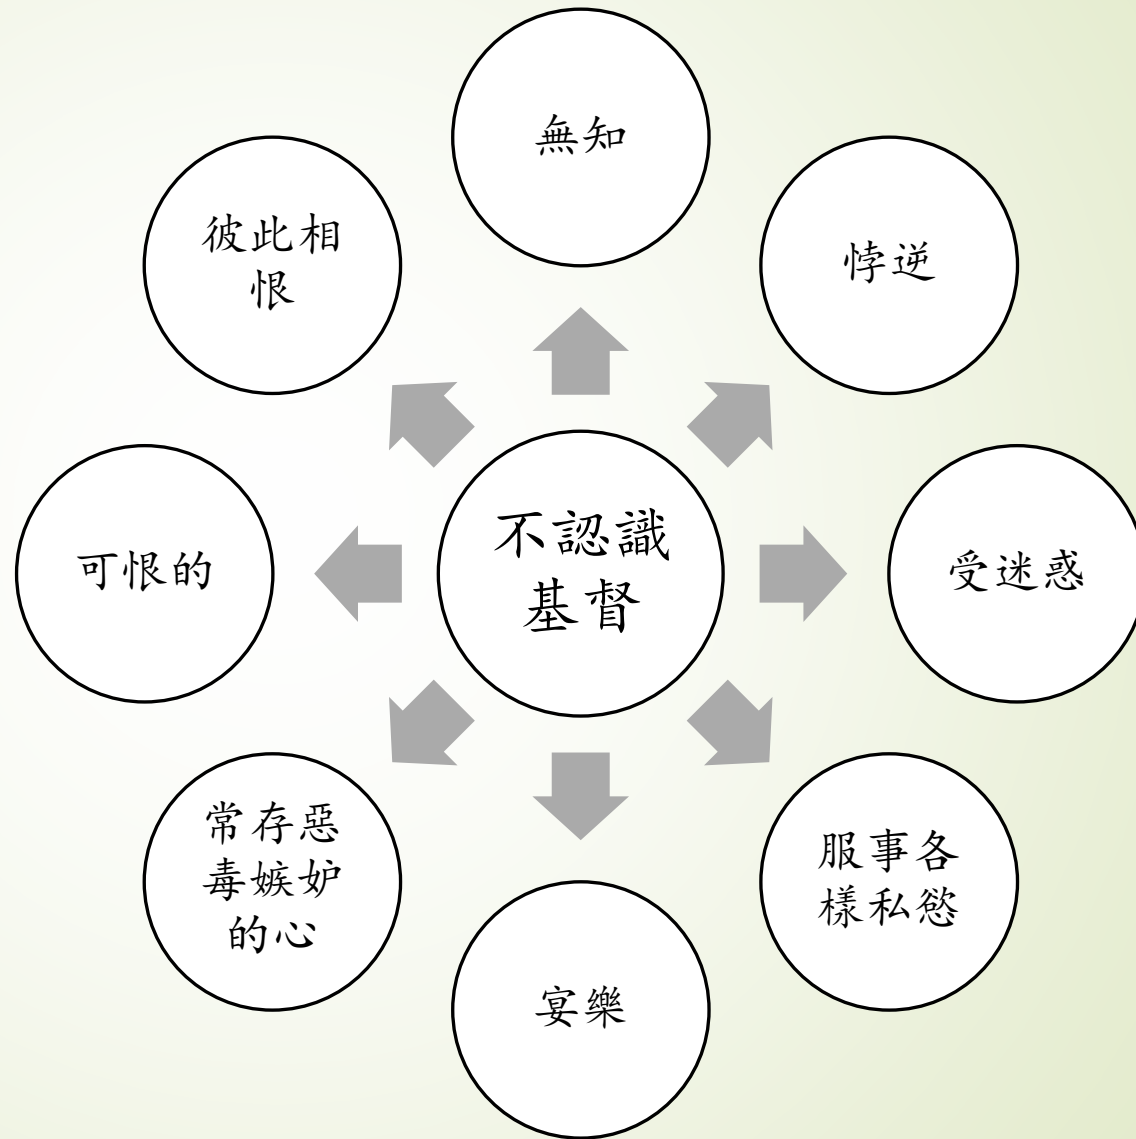 無知
彼此相
恨
悖逆
不認識
基督
可恨的
受迷惑
常存惡
毒嫉妒
的心
服事各
樣私慾
宴樂